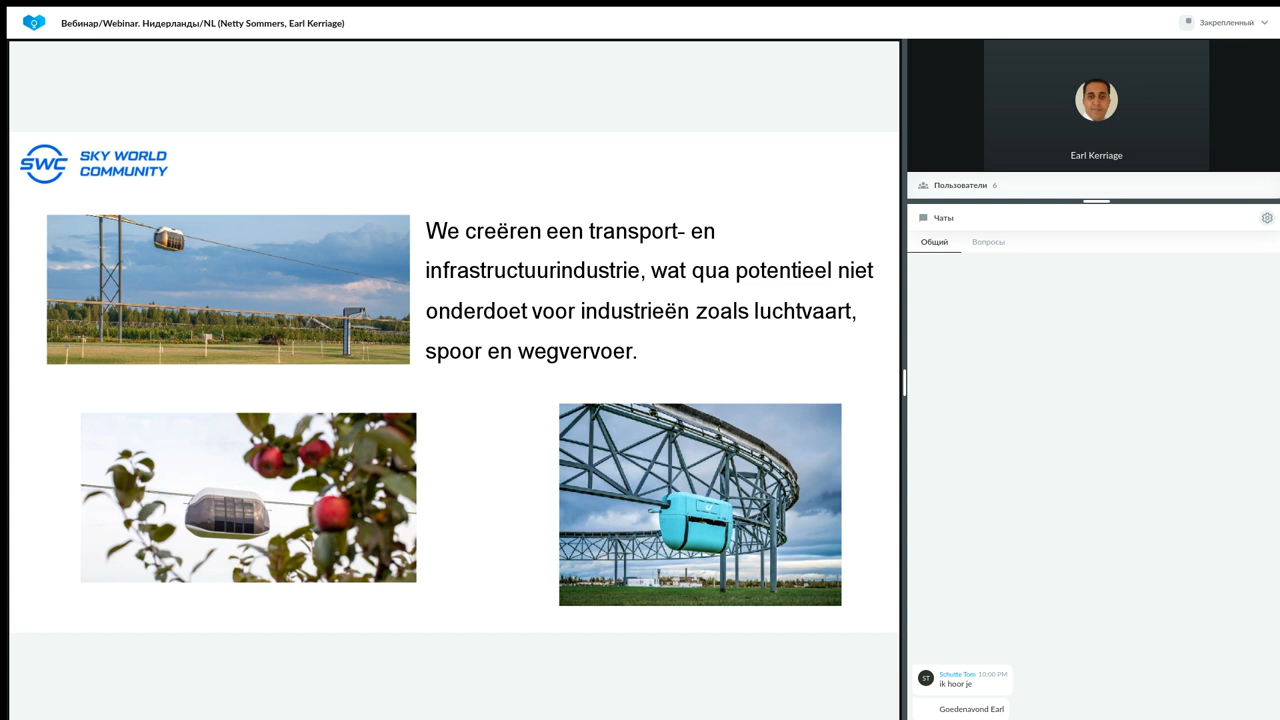 Вебинар/Webinar. Нидерланды/NL (Netty Sommers, Earl Kerriage)
Закрепленный
SWC
SKY WORLD
COMMUNITY
We creëren een transport- en
infrastructuurindustrie, wat qua potentieel niet
onderdoet voor industrieën zoals luchtvaart,
spoor en wegvervoer.
Earl Kerriage
Пользователи 6
Чаты
Общий Вопросы
ST
Schutte Tom 10:00 PM
ik hoor je
Goedenavond Earl